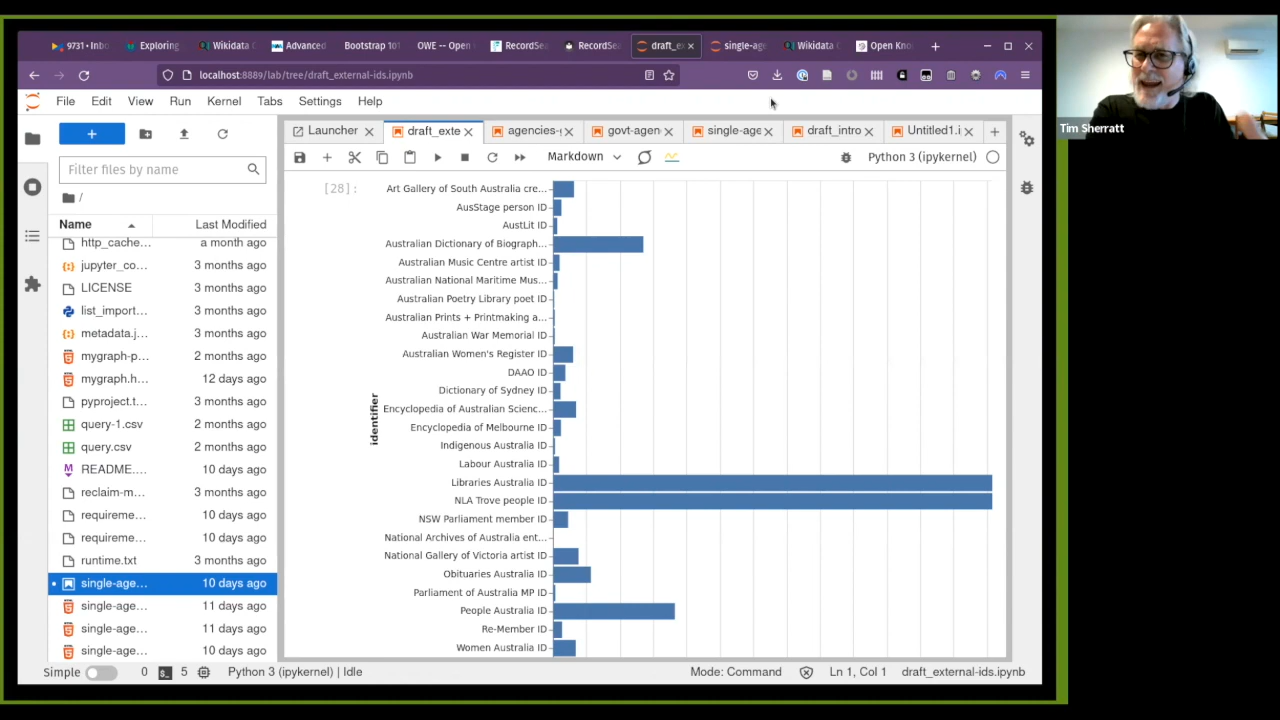 9731 • Inbo
Exploring
Wikidata
Advanced
Bootstrap 101
OWE -- Open
RecordSea
RecordSea
draft_e
single-age
Wikidata
Open Kno
localhost:8889/lab/tree/draft_external-ids.ipynb
File Edit View Run Kernel Tabs Settings Help
Tim Sherratt
Launcher
draft_exte
agencies-
govt-agen
single-age
draft_intro
Untitled1.i
Markdown
Python 3 (ipykernel)
Filter files by name
/
Name Last Modified
http_cache... a month ago
jupyter_co... 3 months ago
LICENSE 3 months ago
list_import... 3 months ago
metadata.j... 3 months ago
mygraph-p... 2 months ago
mygraph.h... 12 days ago
pyproject.t... 3 months ago
query-1.csv 2 months ago
query.csv 2 months ago
README.... 10 days ago
reclaim-m... 3 months ago
requireme... 10 days ago
requireme... 10 days ago
runtime.txt 3 months ago
single-age... 10 days ago
single-age... 11 days ago
single-age... 11 days ago
single-age... 10 days ago
[28]:
identifier
Art Gallery of South Australia cre...
AusStage person ID
AustLit ID
Australian Dictionary of Biograph...
Australian Music Centre artist ID
Australian National Maritime Mus...
Australian Poetry Library poet ID
Australian Prints + Printmaking a...
Australian War Memorial ID
Australian Women's Register ID
DAAO ID
Dictionary of Sydney ID
Encyclopedia of Australian Scienc...
Encyclopedia of Melbourne ID
Indigenous Australia ID
Labour Australia ID
Libraries Australia ID
NLA Trove people ID
NSW Parliament member ID
National Archives of Australia ent...
National Gallery of Victoria artist ID
Obituaries Australia ID
Parliament of Australia MP ID
People Australia ID
Re-Member ID
Women Australia ID
Simple 0 5 Python 3 (ipykernel) | Idle Mode: Command Ln 1, Col 1 draft_external-ids.ipynb